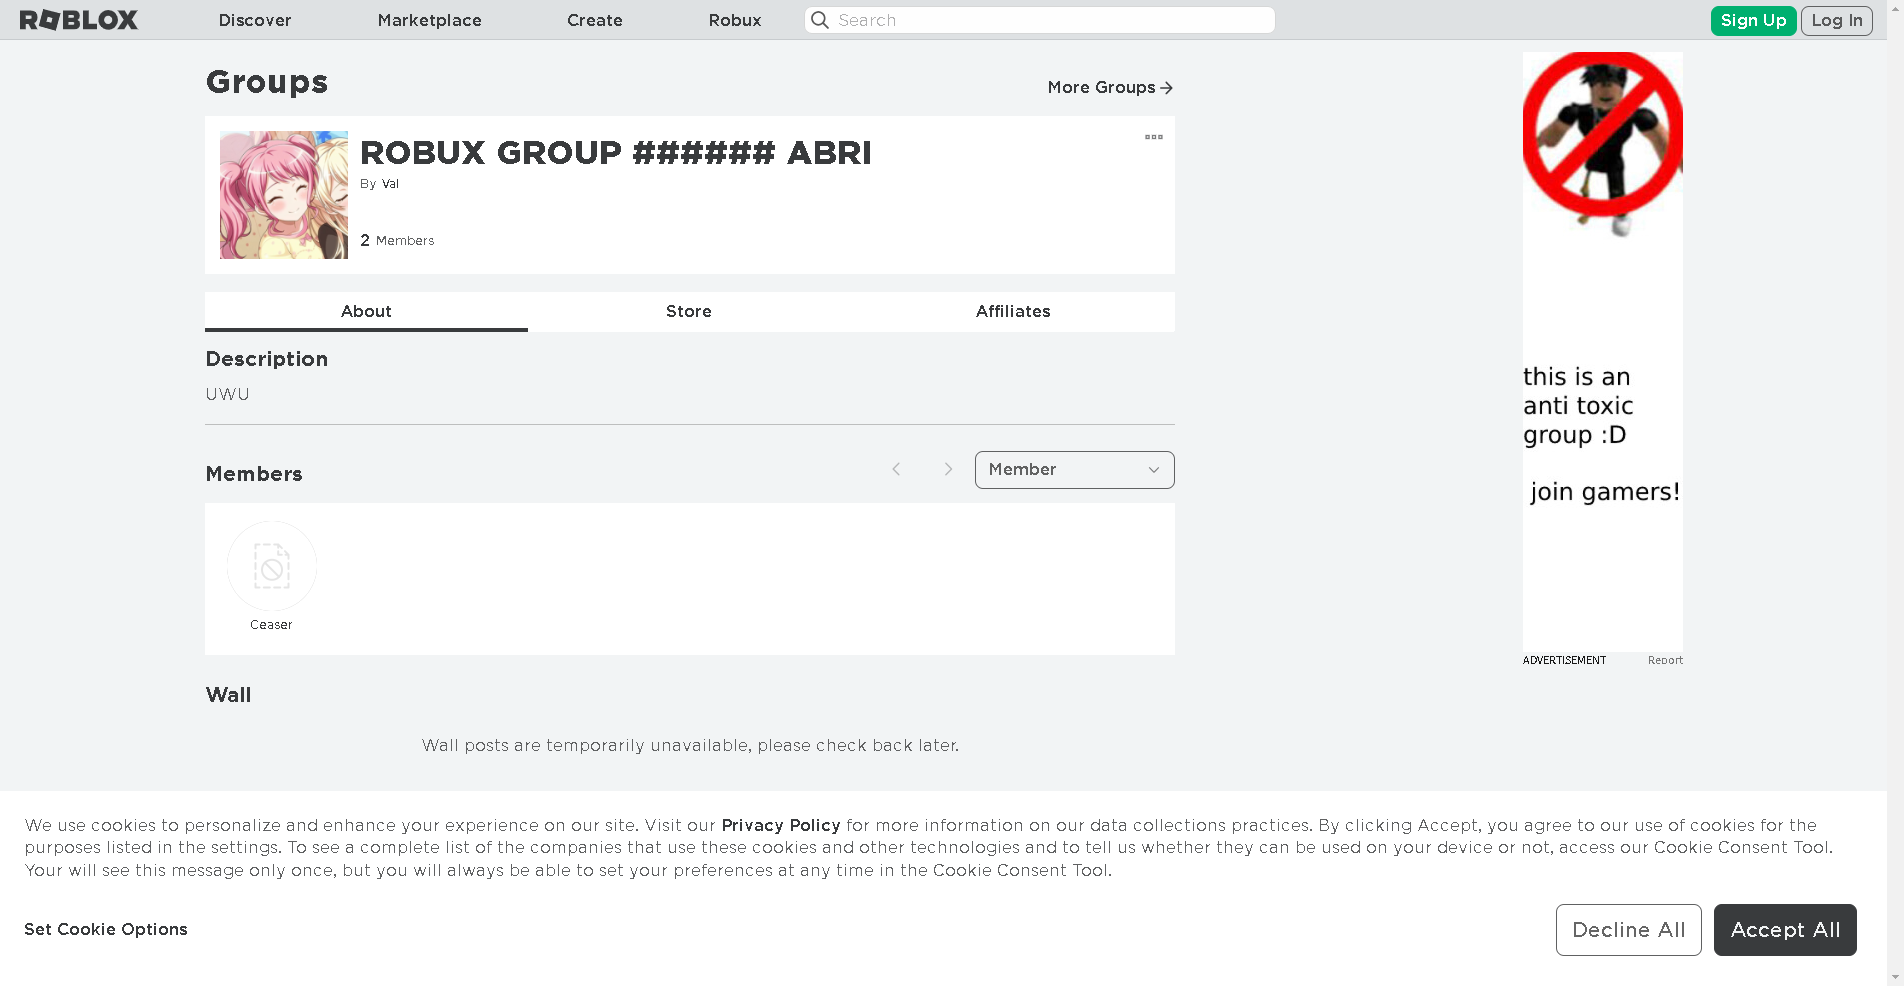 ROBLOX
Discover
Marketplace
Create
Robux
Search
Sign Up
Log In
Groups
More Groups
ROBUX GROUP ###### ABRI
By Val
2 Members
About
Store
Affiliates
Description
UWU
Members
Member
Ceaser
Wall
Wall posts are temporarily unavailable, please check back later.
this is an
anti toxic
group :D
join gamers!
ADVERTISEMENT
Report
We use cookies to personalize and enhance your experience on our site. Visit our Privacy Policy for more information on our data collections practices. By clicking Accept, you agree to our use of cookies for the
purposes listed in the settings. To see a complete list of the companies that use these cookies and other technologies and to tell us whether they can be used on your device or not, access our Cookie Consent Tool.
Your will see this message only once, but you will always be able to set your preferences at any time in the Cookie Consent Tool.
Set Cookie Options
Decline All
Accept All